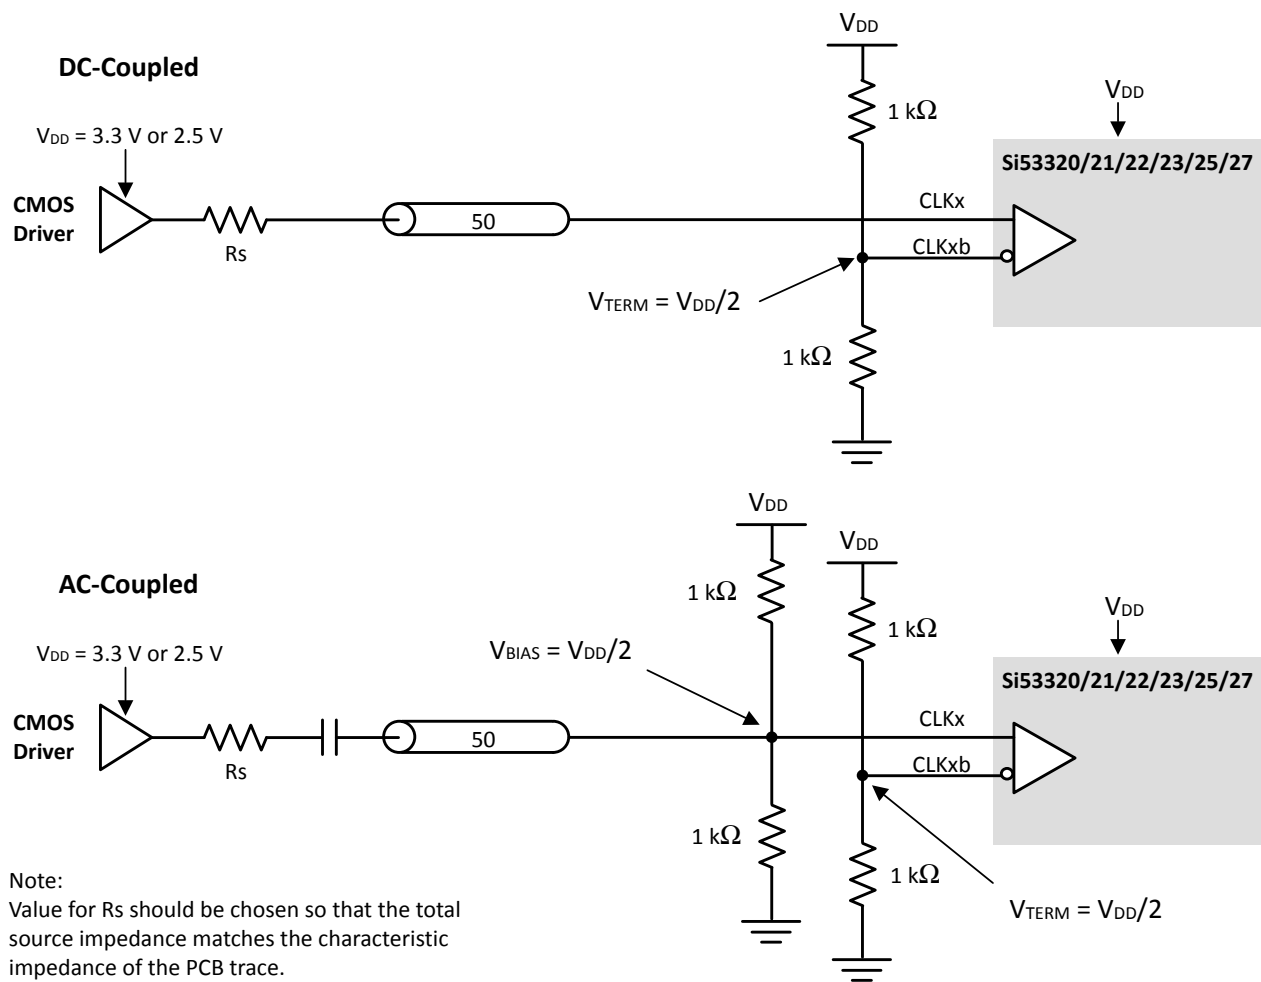 VDD
DC-Coupled
VDD
1 kΩ
VDD = 3.3 V or 2.5 V
Si53320/21/22/23/25/27
CMOS
Driver
CLKx
50
Rs
CLKxb
VTERM = VDD/2
1 kΩ
VDD
VDD
AC-Coupled
1 kΩ
VDD
1 kΩ
VDD = 3.3 V or 2.5 V
VBIAS = VDD/2
Si53320/21/22/23/25/27
CMOS
Driver
CLKx
50
Rs
CLKxb
1 kΩ
1 kΩ
VTERM = VDD/2
Note:
Value for Rs should be chosen so that the total
source impedance matches the characteristic
impedance of the PCB trace.